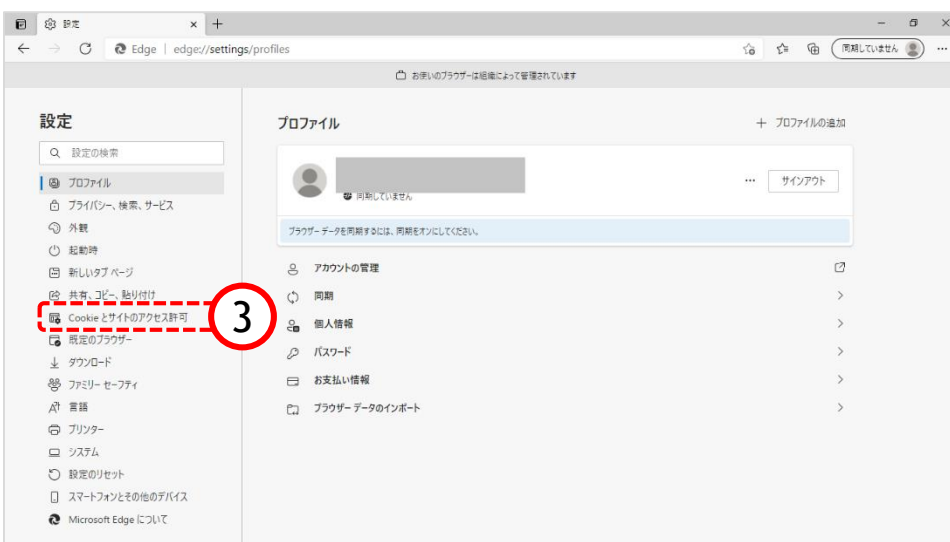 設定
Edge | edge://settings/profiles
同期していません
お使いのブラウザーは組織によって管理されています
設定
設定の検索
プロファイル
プライバシー、検索、サービス
外観
起動時
新しいタブ ページ
共有、コピー、貼り付け
Cookie とサイトのアクセス許可
3
既定のブラウザー
ダウンロード
ファミリー セーフティ
言語
プリンター
システム
設定のリセット
スマートフォンとその他のデバイス
Microsoft Edge について
プロファイル
プロファイルの追加
同期していません
サインアウト
ブラウザー データを同期するには、同期をオンにしてください。
アカウントの管理
同期
個人情報
パスワード
お支払い情報
ブラウザー データのインポート